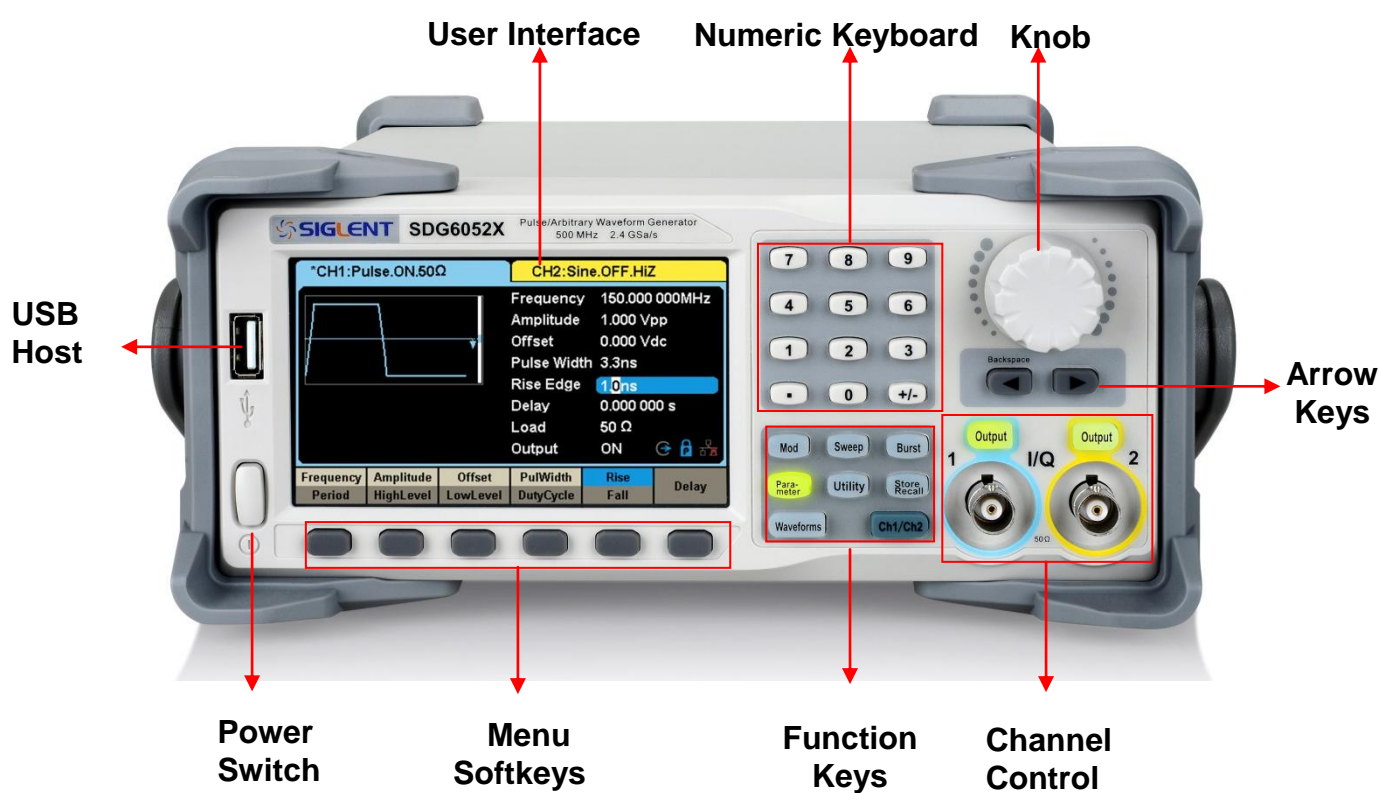 User Interface
Numeric Keyboard
Knob
SIGLENT SDG6052X
Pulse/Arbitrary Waveform Generator
500 MHz 2.4 GSa/s
*CH1:Pulse.ON.50Ω
CH2:Sine.OFF.HiZ
Frequency 150.000 000MHz
Amplitude 1.000 Vpp
Offset 0.000 Vdc
Pulse Width 3.3ns
Rise Edge 1.0ns
Delay 0.000 000 s
Load 50 Ω
Output ON
Frequency Amplitude Offset PulWidth Rise Delay
Period HighLevel LowLevel DutyCycle Fall
7 8 9
4 5 6
1 2 3
. 0 +/-
Mod Sweep Burst
Para-
meter
Utility
Store
Recall
Waveforms Ch1/Ch2
Backspace
Output Output
1 I/Q 2
50Ω
USB
Host
Arrow
Keys
Power
Switch
Menu
Softkeys
Function
Keys
Channel
Control